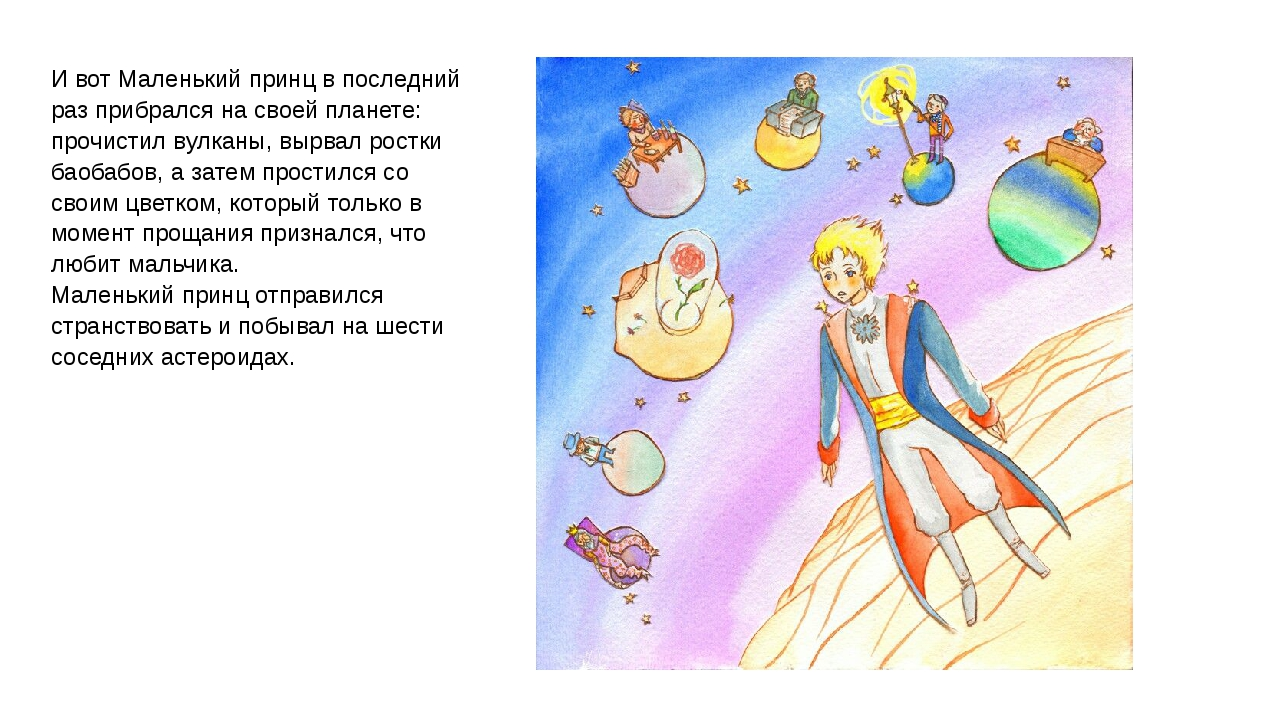 И вот Маленький принц в последний
раз прибрался на своей планете:
прочистил вулканы, вырвал ростки
баобабов, а затем простился со
своим цветком, который только в
момент прощания признался, что
любит мальчика.
Маленький принц отправился
странствовать и побывал на шести
соседних астероидах.